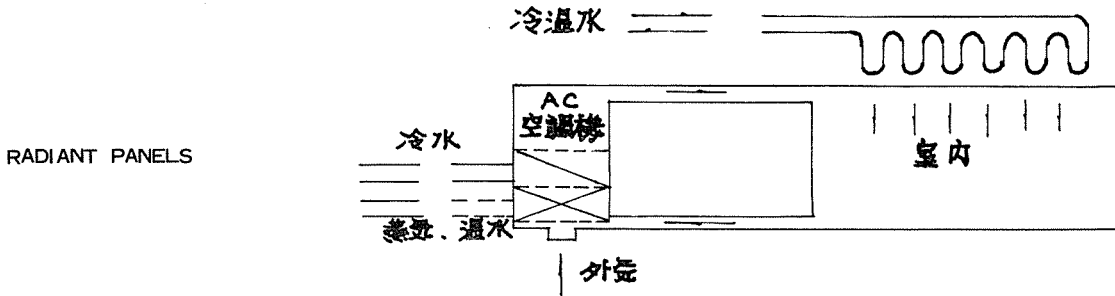 冷温水
AC
空調機
冷水
室内
RADIANT PANELS
蒸気、温水
外気